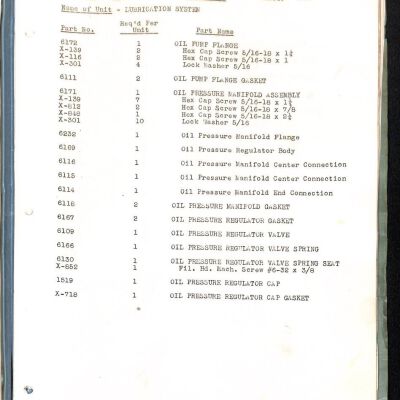 Name of Unit - LUBRICATION SYSTEM
Req'd Per
Part No. Unit Part Name
6172 1 OIL PUMP FLANGE
X-139 2 Hex Cap Screw 5/16-18 x 1¼
X-116 2 Hex Cap Screw 5/16-18 x 1
X-301 4 Lock Washer 5/16
6111 2 OIL PUMP FLANGE GASKET
6171 1 OIL PRESSURE MANIFOLD ASSEMBLY
X-139 7 Hex Cap Screw 5/16-18 x 1¼
X-812 2 Hex Cap Screw 5/16-18 x 7/8
X-848 1 Hex Cap Screw 5/16-18 x 2¼
X-301 10 Lock Washer 5/16
6232 1 Oil Pressure Manifold Flange
6169 1 Oil Pressure Regulator Body
6116 1 Oil Pressure Manifold Center Connection
6115 1 Oil Pressure Manifold Center Connection
6114 1 Oil Pressure Manifold End Connection
6118 2 OIL PRESSURE MANIFOLD GASKET
6167 2 OIL PRESSURE REGULATOR GASKET
6109 1 OIL PRESSURE REGULATOR VALVE
6166 1 OIL PRESSURE REGULATOR VALVE SPRING
6130 1 OIL PRESSURE REGULATOR VALVE SPRING SEAT
X-652 1 Fil. Hd. Mach. Screw #6-32 x 3/8
1519 1 OIL PRESSURE REGULATOR CAP
X-718 1 OIL PRESSURE REGULATOR CAP GASKET